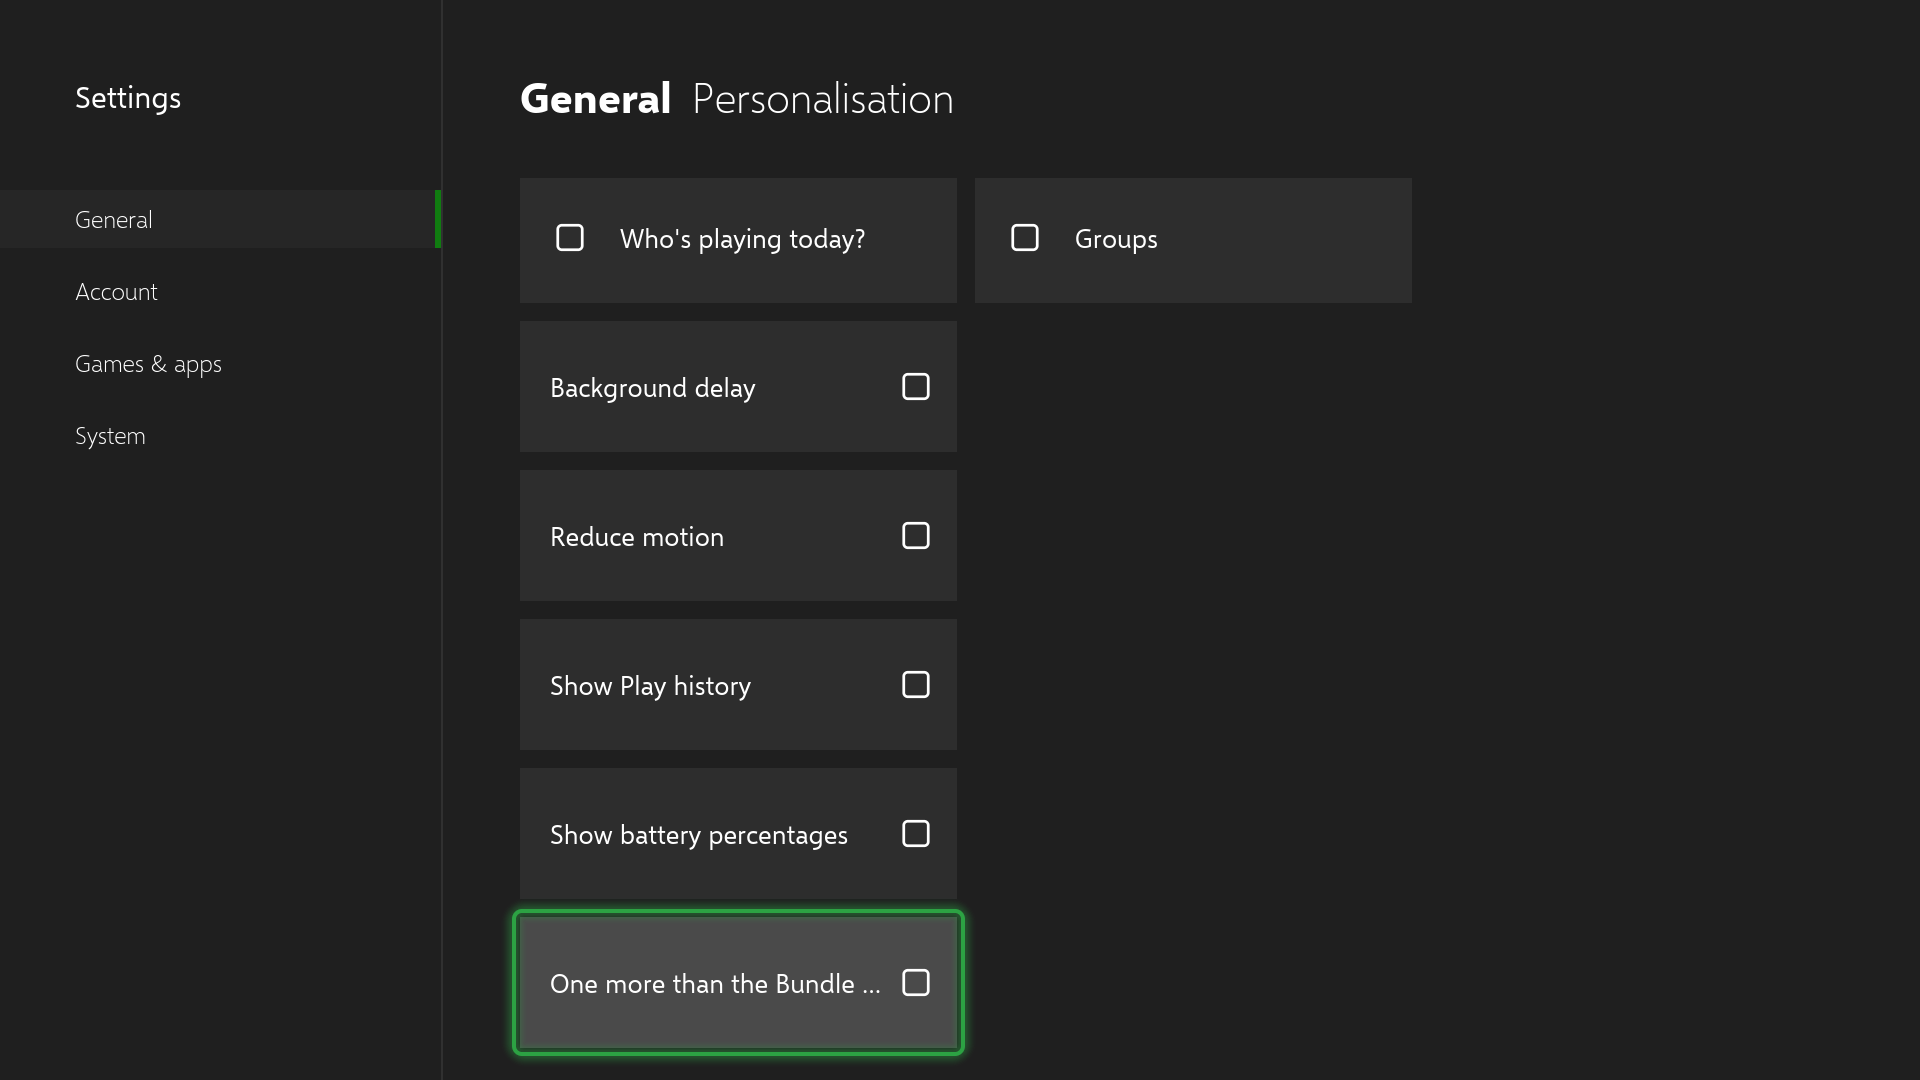 Settings
General
Account
Games & apps
System
General Personalisation
Who's playing today?
Groups
Background delay
Reduce motion
Show Play history
Show battery percentages
One more than the Bundle ...